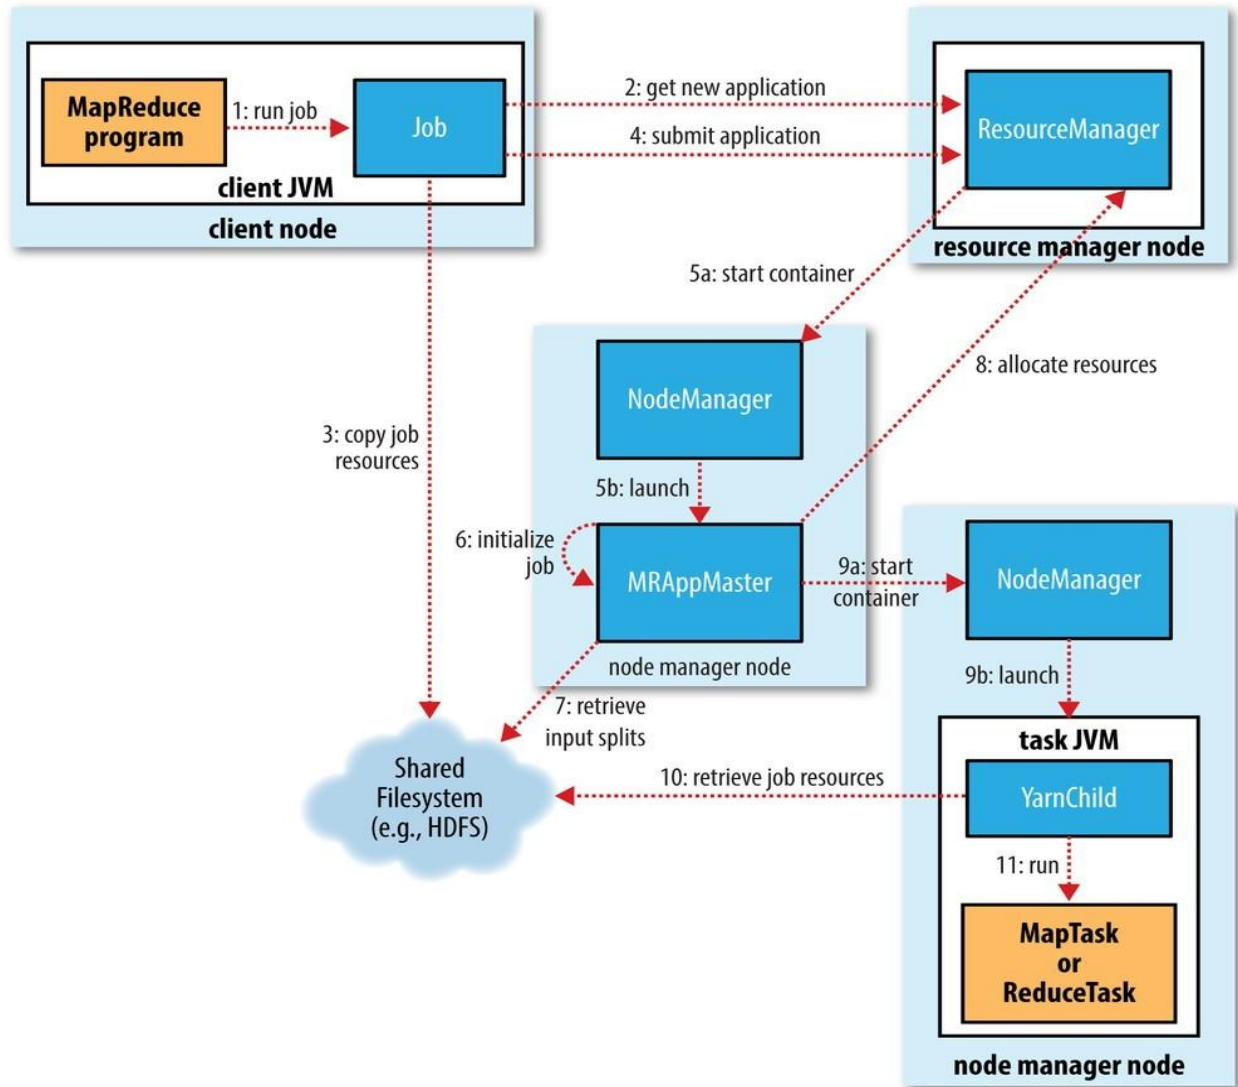 MapReduce
program
1: run job
Job
client JVM
client node
2: get new application
4: submit application
ResourceManager
resource manager node
5a: start container
8: allocate resources
3: copy job
resources
NodeManager
5b: launch
6: initialize
job
MRAppMaster
node manager node
9a: start
container
NodeManager
9b: launch
7: retrieve
input splits
Shared
Filesystem
(e.g., HDFS)
10: retrieve job resources
task JVM
YarnChild
11: run
MapTask
or
ReduceTask
node manager node